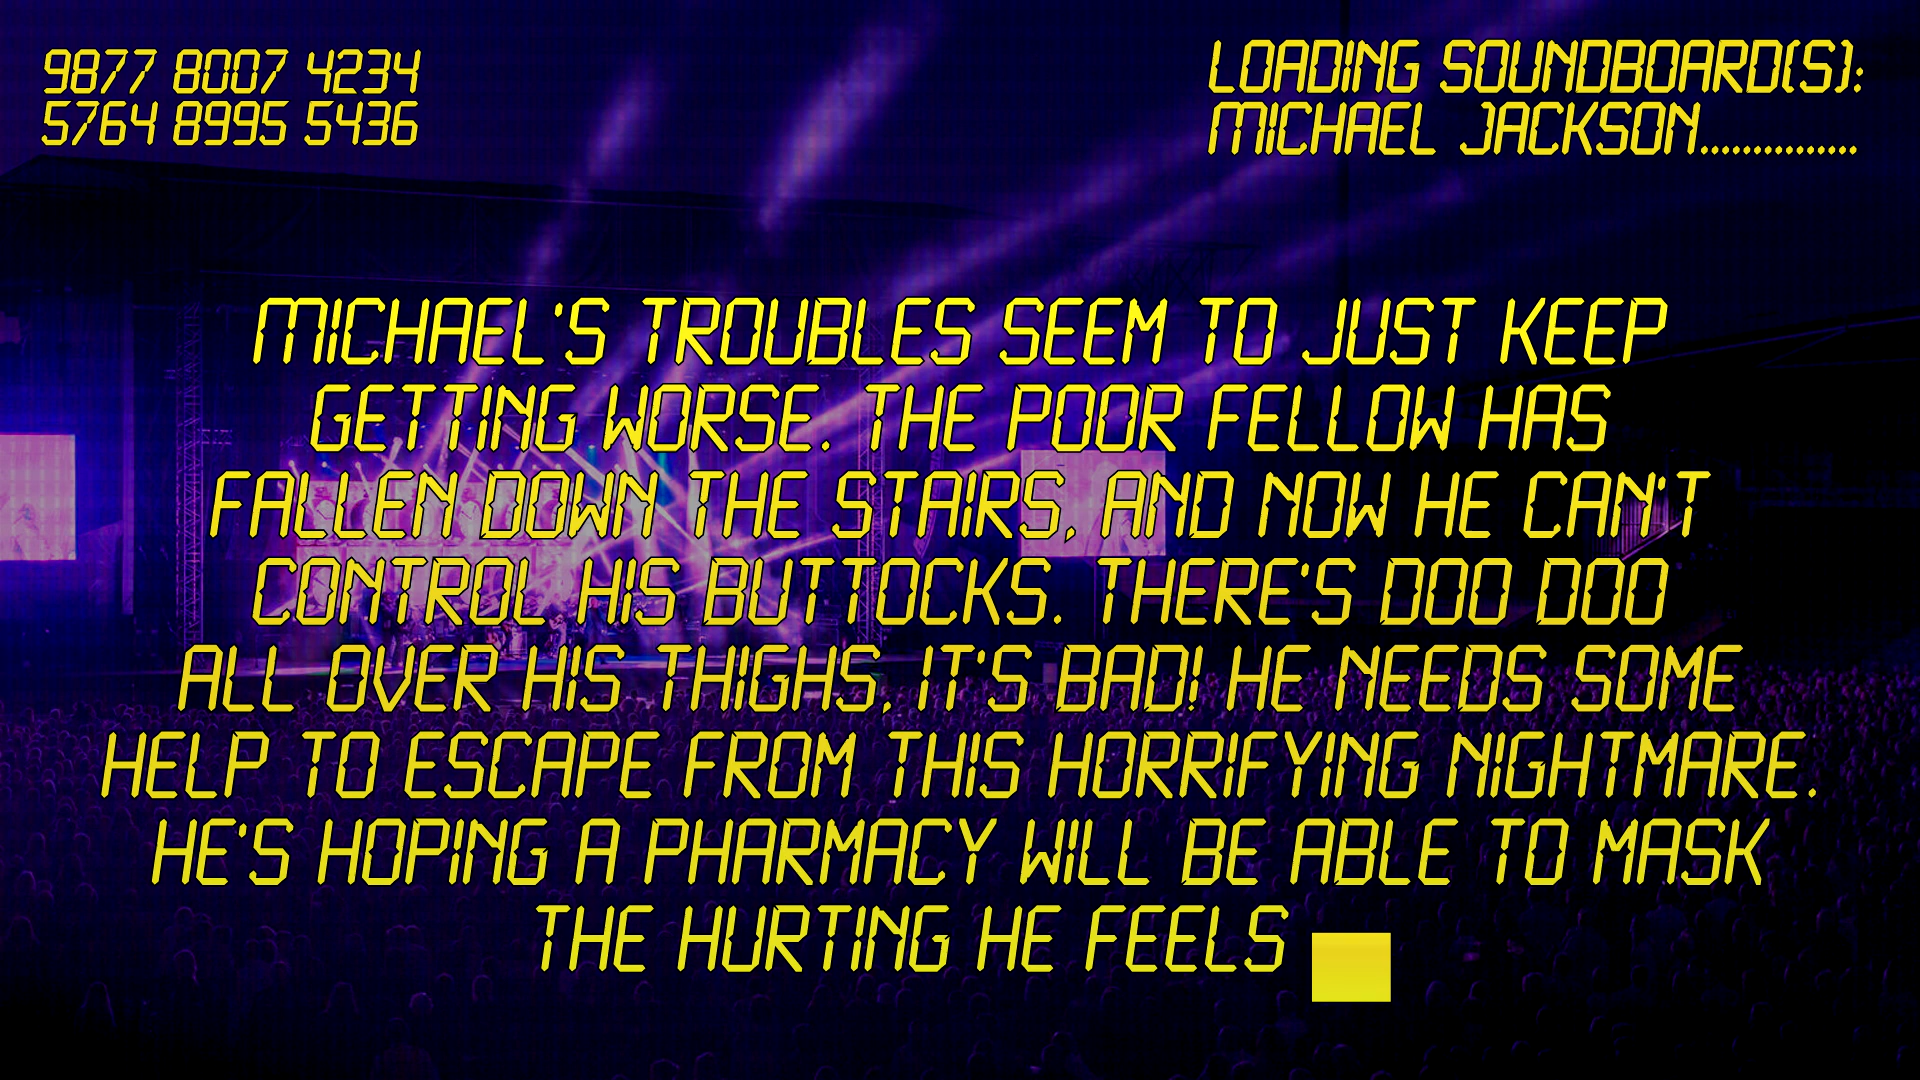 9877 8007 4234
5764 8995 5436
LOADING SOUNDBOARD(S):
MICHAEL JACKSON...............
MICHAEL'S TROUBLES SEEM TO JUST KEEP
GETTING WORSE. THE POOR FELLOW HAS
FALLEN DOWN THE STAIRS, AND NOW HE CAN'T
CONTROL HIS BUTTOCKS. THERE'S DOO DOO
ALL OVER HIS THIGHS, IT'S BAD! HE NEEDS SOME
HELP TO ESCAPE FROM THIS HORRIFYING NIGHTMARE.
HE'S HOPING A PHARMACY WILL BE ABLE TO MASK
THE HURTING HE FEELS